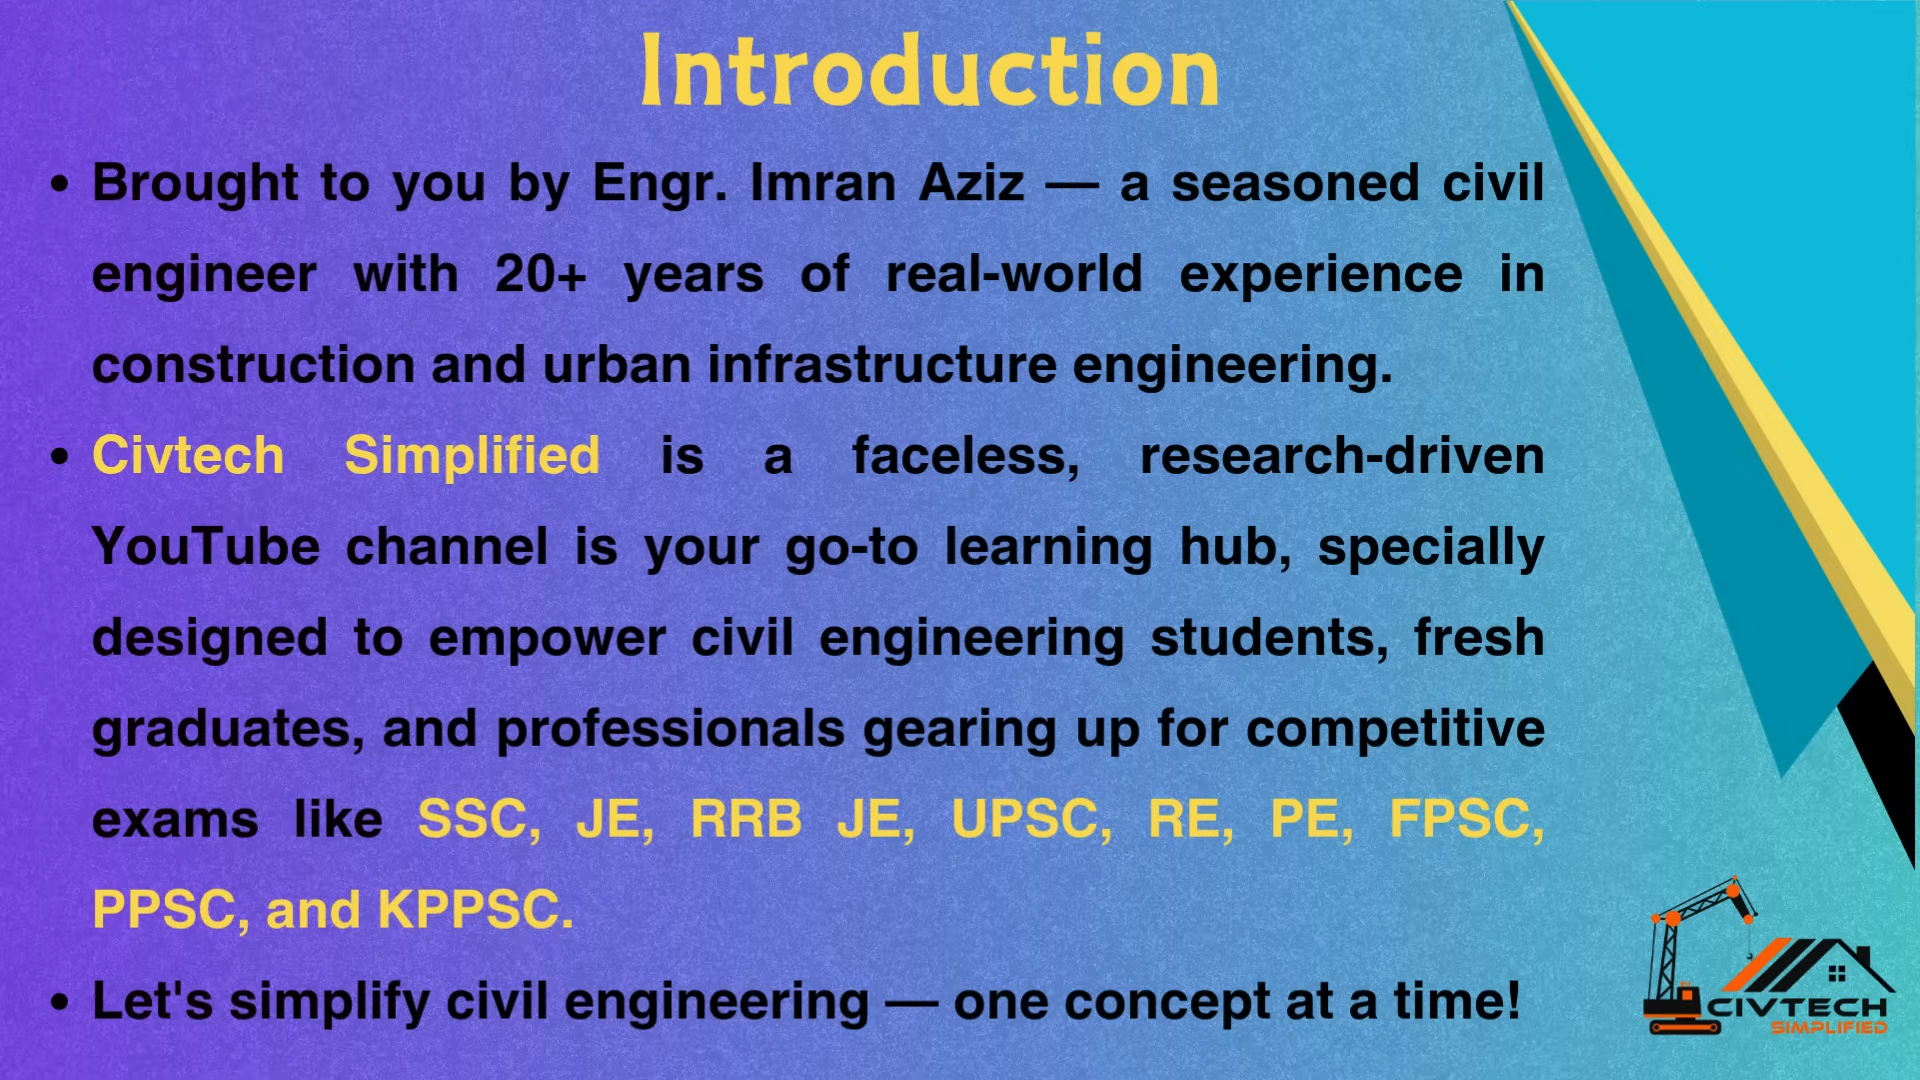 Introduction
• Brought to you by Engr. Imran Aziz — a seasoned civil
engineer with 20+ years of real-world experience in
construction and urban infrastructure engineering.
• Civtech Simplified is a faceless, research-driven
YouTube channel is your go-to learning hub, specially
designed to empower civil engineering students, fresh
graduates, and professionals gearing up for competitive
exams like SSC, JE, RRB JE, UPSC, RE, PE, FPSC,
PPSC, and KPPSC.
• Let's simplify civil engineering — one concept at a time!
CIVTECH
SIMPLIFIED